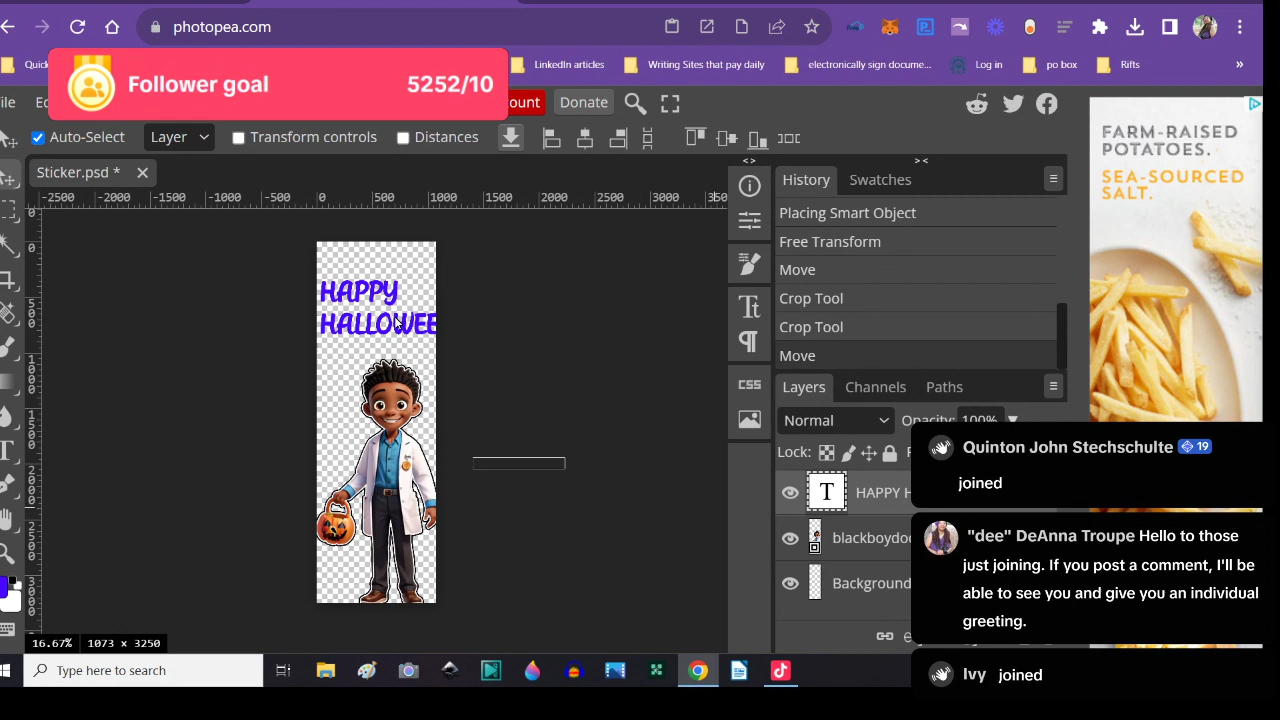 photopea.com
Quick
LinkedIn articles
Writing Sites that pay daily
electronically sign docume...
Log in
po box
Rifts
»
Follower goal 5252/10
ount
Donate
Auto-Select
Layer
Transform controls
Distances
Sticker.psd *
-2500 -2000 -1500 -1000 -500 0 500 1000 1500 2000 2500 3000 350
HAPPY
HALLOWEE
< >
> <
History
Swatches
Placing Smart Object
Free Transform
Move
Crop Tool
Crop Tool
Move
CSS
Layers
Channels
Paths
Normal
Opacity: 100%
Lock:
T HAPPY H
blackboydoc
Background
16.67%
1073 x 3250
Type here to search
FARM-RAISED
POTATOES.
SEA-SOURCED
SALT.
Quinton John Stechschulte 19
joined
"dee" DeAnna Troupe Hello to those
just joining. If you post a comment, I'll be
able to see you and give you an individual
greeting.
Ivy joined